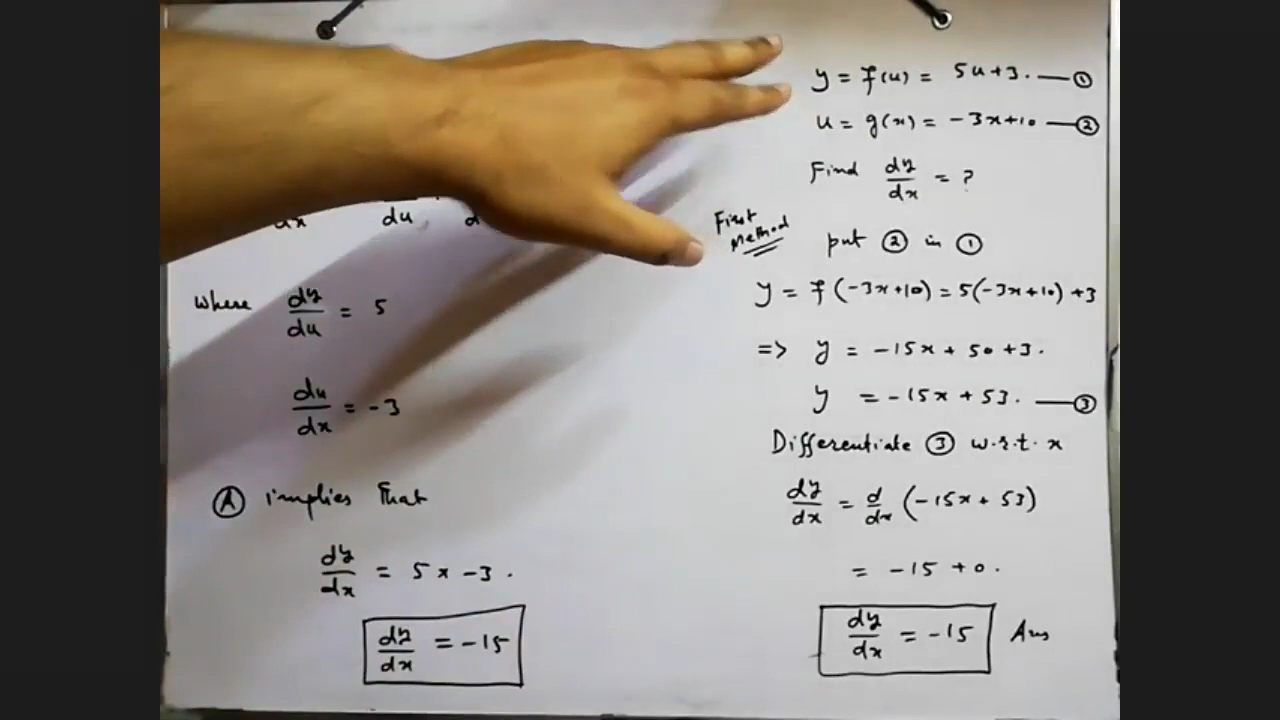 y = f(u) = 5u+3. — ①
u = g(x) = -3x+10 — ②
Find dy/dx = ?
First Method
put ② in ①
y = f(-3x+10) = 5(-3x+10)+3
=> y = -15x + 50 +3.
y = -15x + 53. — ③
Differentiate ③ w.r.t. x
dy/dx = d/dx (-15x + 53)
= -15 +0.
dy/dx = -15 Ans
dx du
where dy/du = 5
du/dx = -3
Ⓐ implies that
dy/dx = 5 x -3.
dy/dx = -15